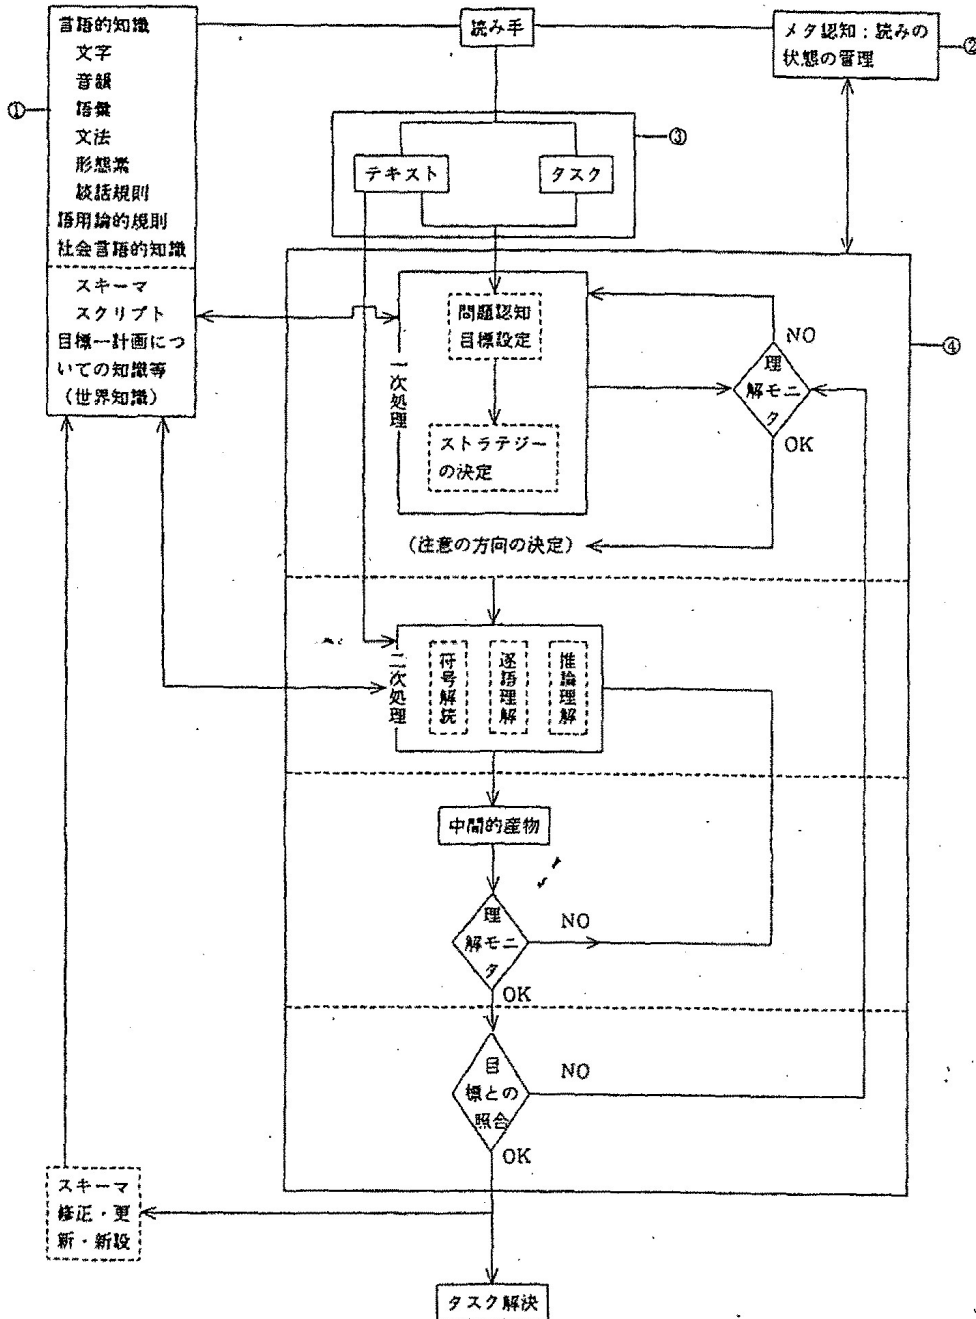 言語的知識
文字
音韻
語彙
文法
形態素
談話規則
語用論的規則
社会言語的知識
スキーマ
スクリプト
目標一計画につ
いての知識等
(世界知識)
①
読み手
メタ認知:読みの
状態の管理
②
③
テキスト
タスク
④
一次処理
問題認知
目標設定
ストラテジー
の決定
NO
理
解モニ
タ
OK
(注意の方向の決定)
二次処理
符号解読
逐語理解
推論理解
中間的産物
理
解モニ
タ
NO
OK
目
標との
照合
NO
OK
スキーマ
修正・更
新・新設
タスク解決